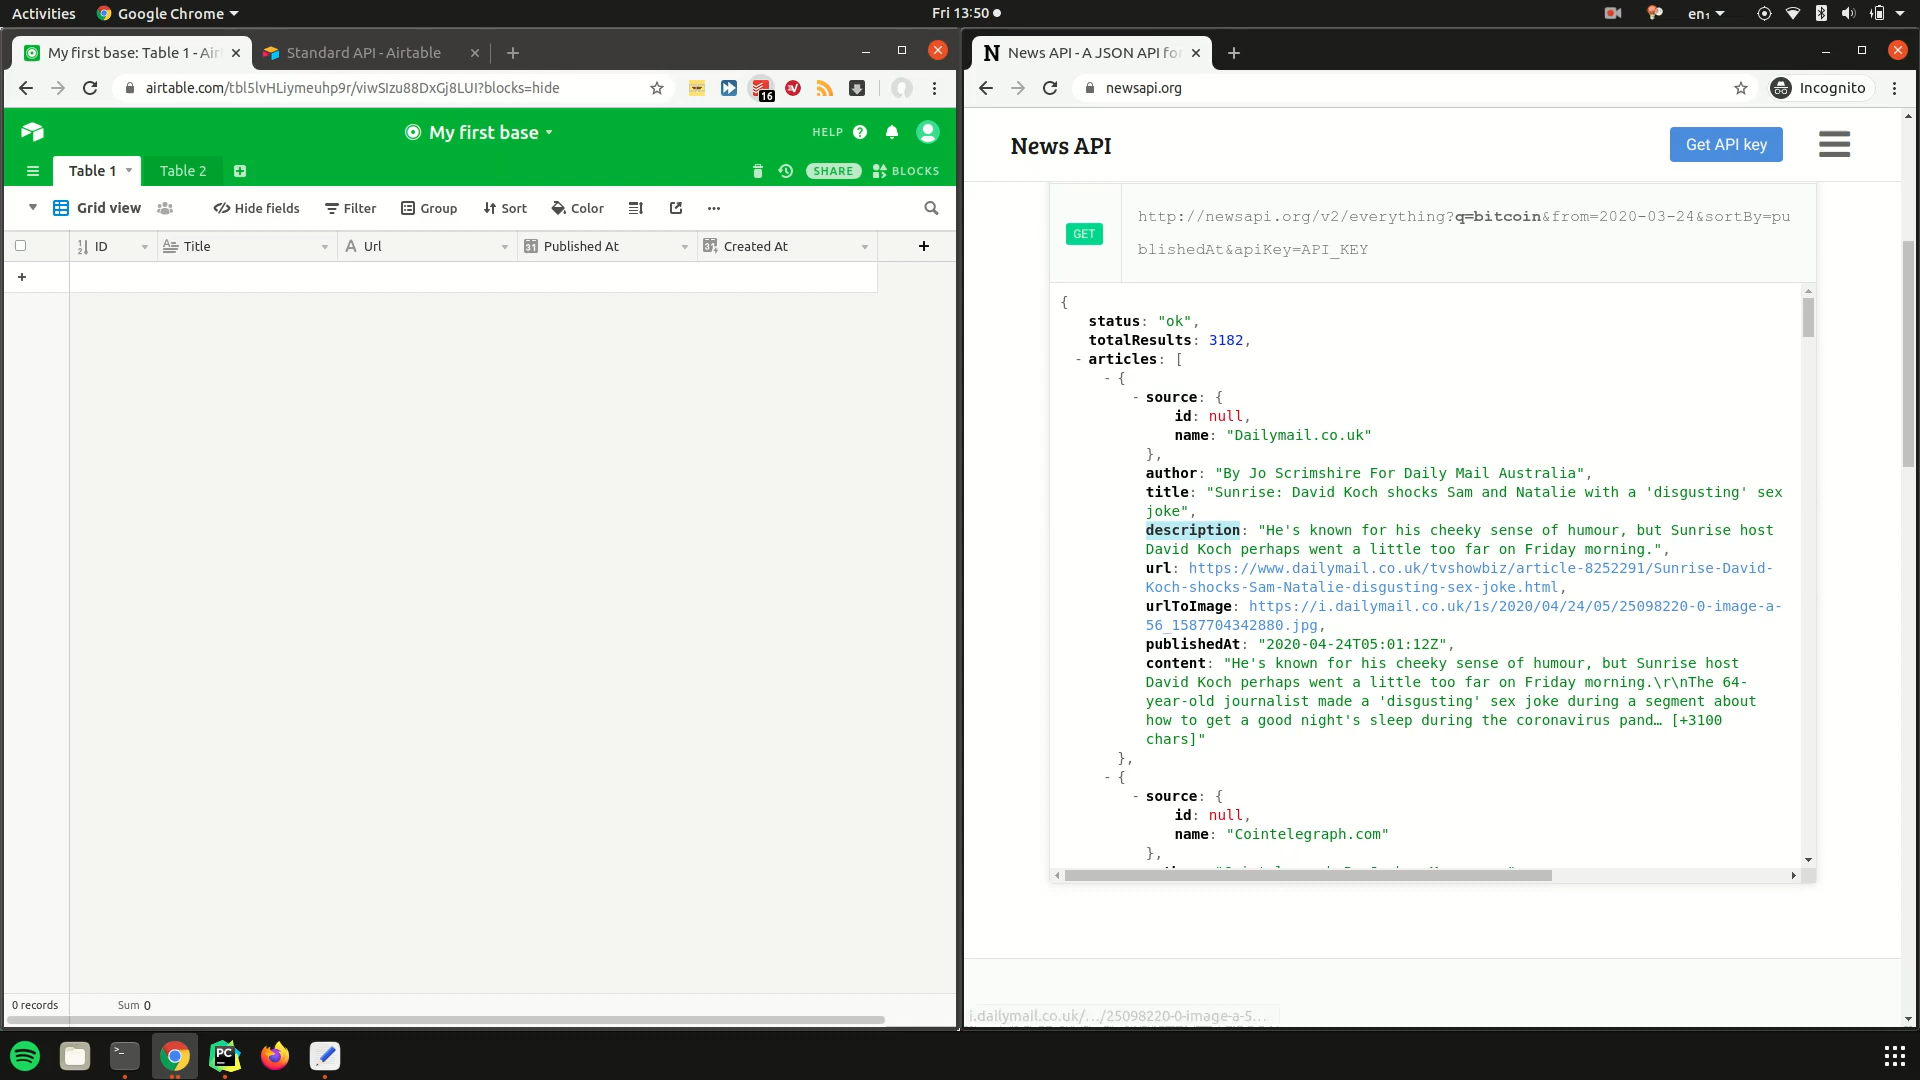 Activities
Google Chrome
Fri 13:50
en₁
My first base: Table 1 - Air
Standard API - Airtable
airtable.com/tbl5lvHLiymeuhp9r/viwSIzu88DxGj8LUI?blocks=hide
16
My first base
HELP
Table 1
Table 2
SHARE
BLOCKS
Grid view
Hide fields
Filter
Group
Sort
Color
ID
Title
Url
Published At
Created At
0 records
Sum 0
News API - A JSON API fo
newsapi.org
Incognito
News API
Get API key
GET
http://newsapi.org/v2/everything?q=bitcoin&from=2020-03-24&sortBy=pu
blishedAt&apiKey=API_KEY
{
status: "ok",
totalResults: 3182,
- articles: [
- {
- source: {
id: null,
name: "Dailymail.co.uk"
},
author: "By Jo Scrimshire For Daily Mail Australia",
title: "Sunrise: David Koch shocks Sam and Natalie with a 'disgusting' sex
joke",
description: "He's known for his cheeky sense of humour, but Sunrise host
David Koch perhaps went a little too far on Friday morning.",
url: https://www.dailymail.co.uk/tvshowbiz/article-8252291/Sunrise-David-
Koch-shocks-Sam-Natalie-disgusting-sex-joke.html,
urlToImage: https://i.dailymail.co.uk/1s/2020/04/24/05/25098220-0-image-a-
56_1587704342880.jpg,
publishedAt: "2020-04-24T05:01:12Z",
content: "He's known for his cheeky sense of humour, but Sunrise host
David Koch perhaps went a little too far on Friday morning.\r\nThe 64-
year-old journalist made a 'disgusting' sex joke during a segment about
how to get a good night's sleep during the coronavirus pand… [+3100
chars]"
},
- {
- source: {
id: null,
name: "Cointelegraph.com"
},
i.dailymail.co.uk/…/25098220-0-image-a-5…